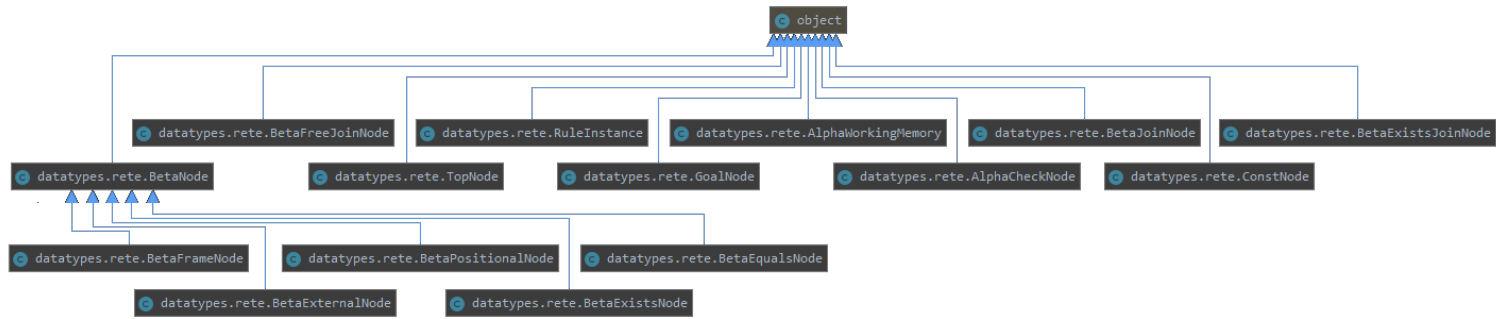 object
datatypes.rete.BetaFreeJoinNode
datatypes.rete.RuleInstance
datatypes.rete.AlphaWorkingMemory
datatypes.rete.BetaJoinNode
datatypes.rete.BetaExistsJoinNode
datatypes.rete.BetaNode
datatypes.rete.TopNode
datatypes.rete.GoalNode
datatypes.rete.AlphaCheckNode
datatypes.rete.ConstNode
datatypes.rete.BetaFrameNode
datatypes.rete.BetaPositionalNode
datatypes.rete.BetaEqualsNode
datatypes.rete.BetaExternalNode
datatypes.rete.BetaExistsNode